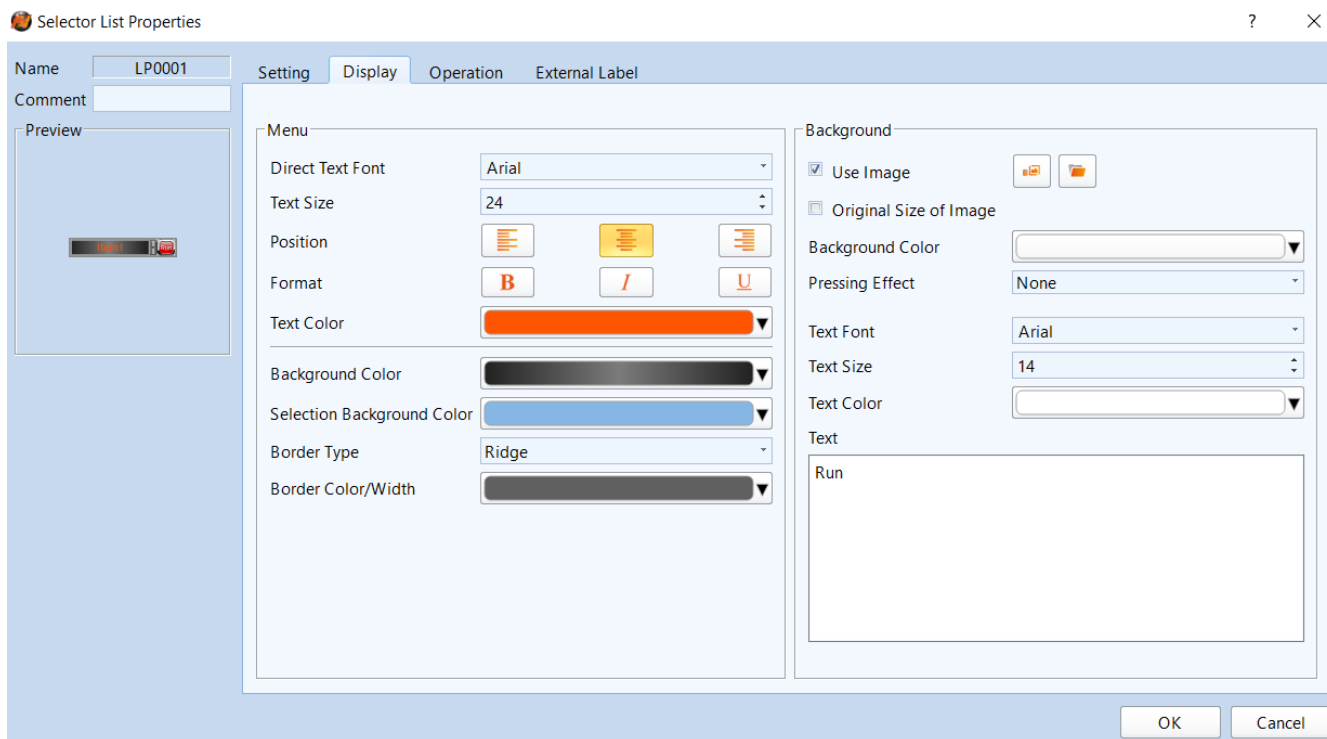 Selector List Properties
?
Name
LP0001
Comment
Preview
Setting
Display
Operation
External Label
Menu
Direct Text Font
Arial
Text Size
24
Position
Format
B
I
U
Text Color
Background Color
Selection Background Color
Border Type
Ridge
Border Color/Width
Background
Use Image
Original Size of Image
Background Color
Pressing Effect
None
Text Font
Arial
Text Size
14
Text Color
Text
Run
OK
Cancel